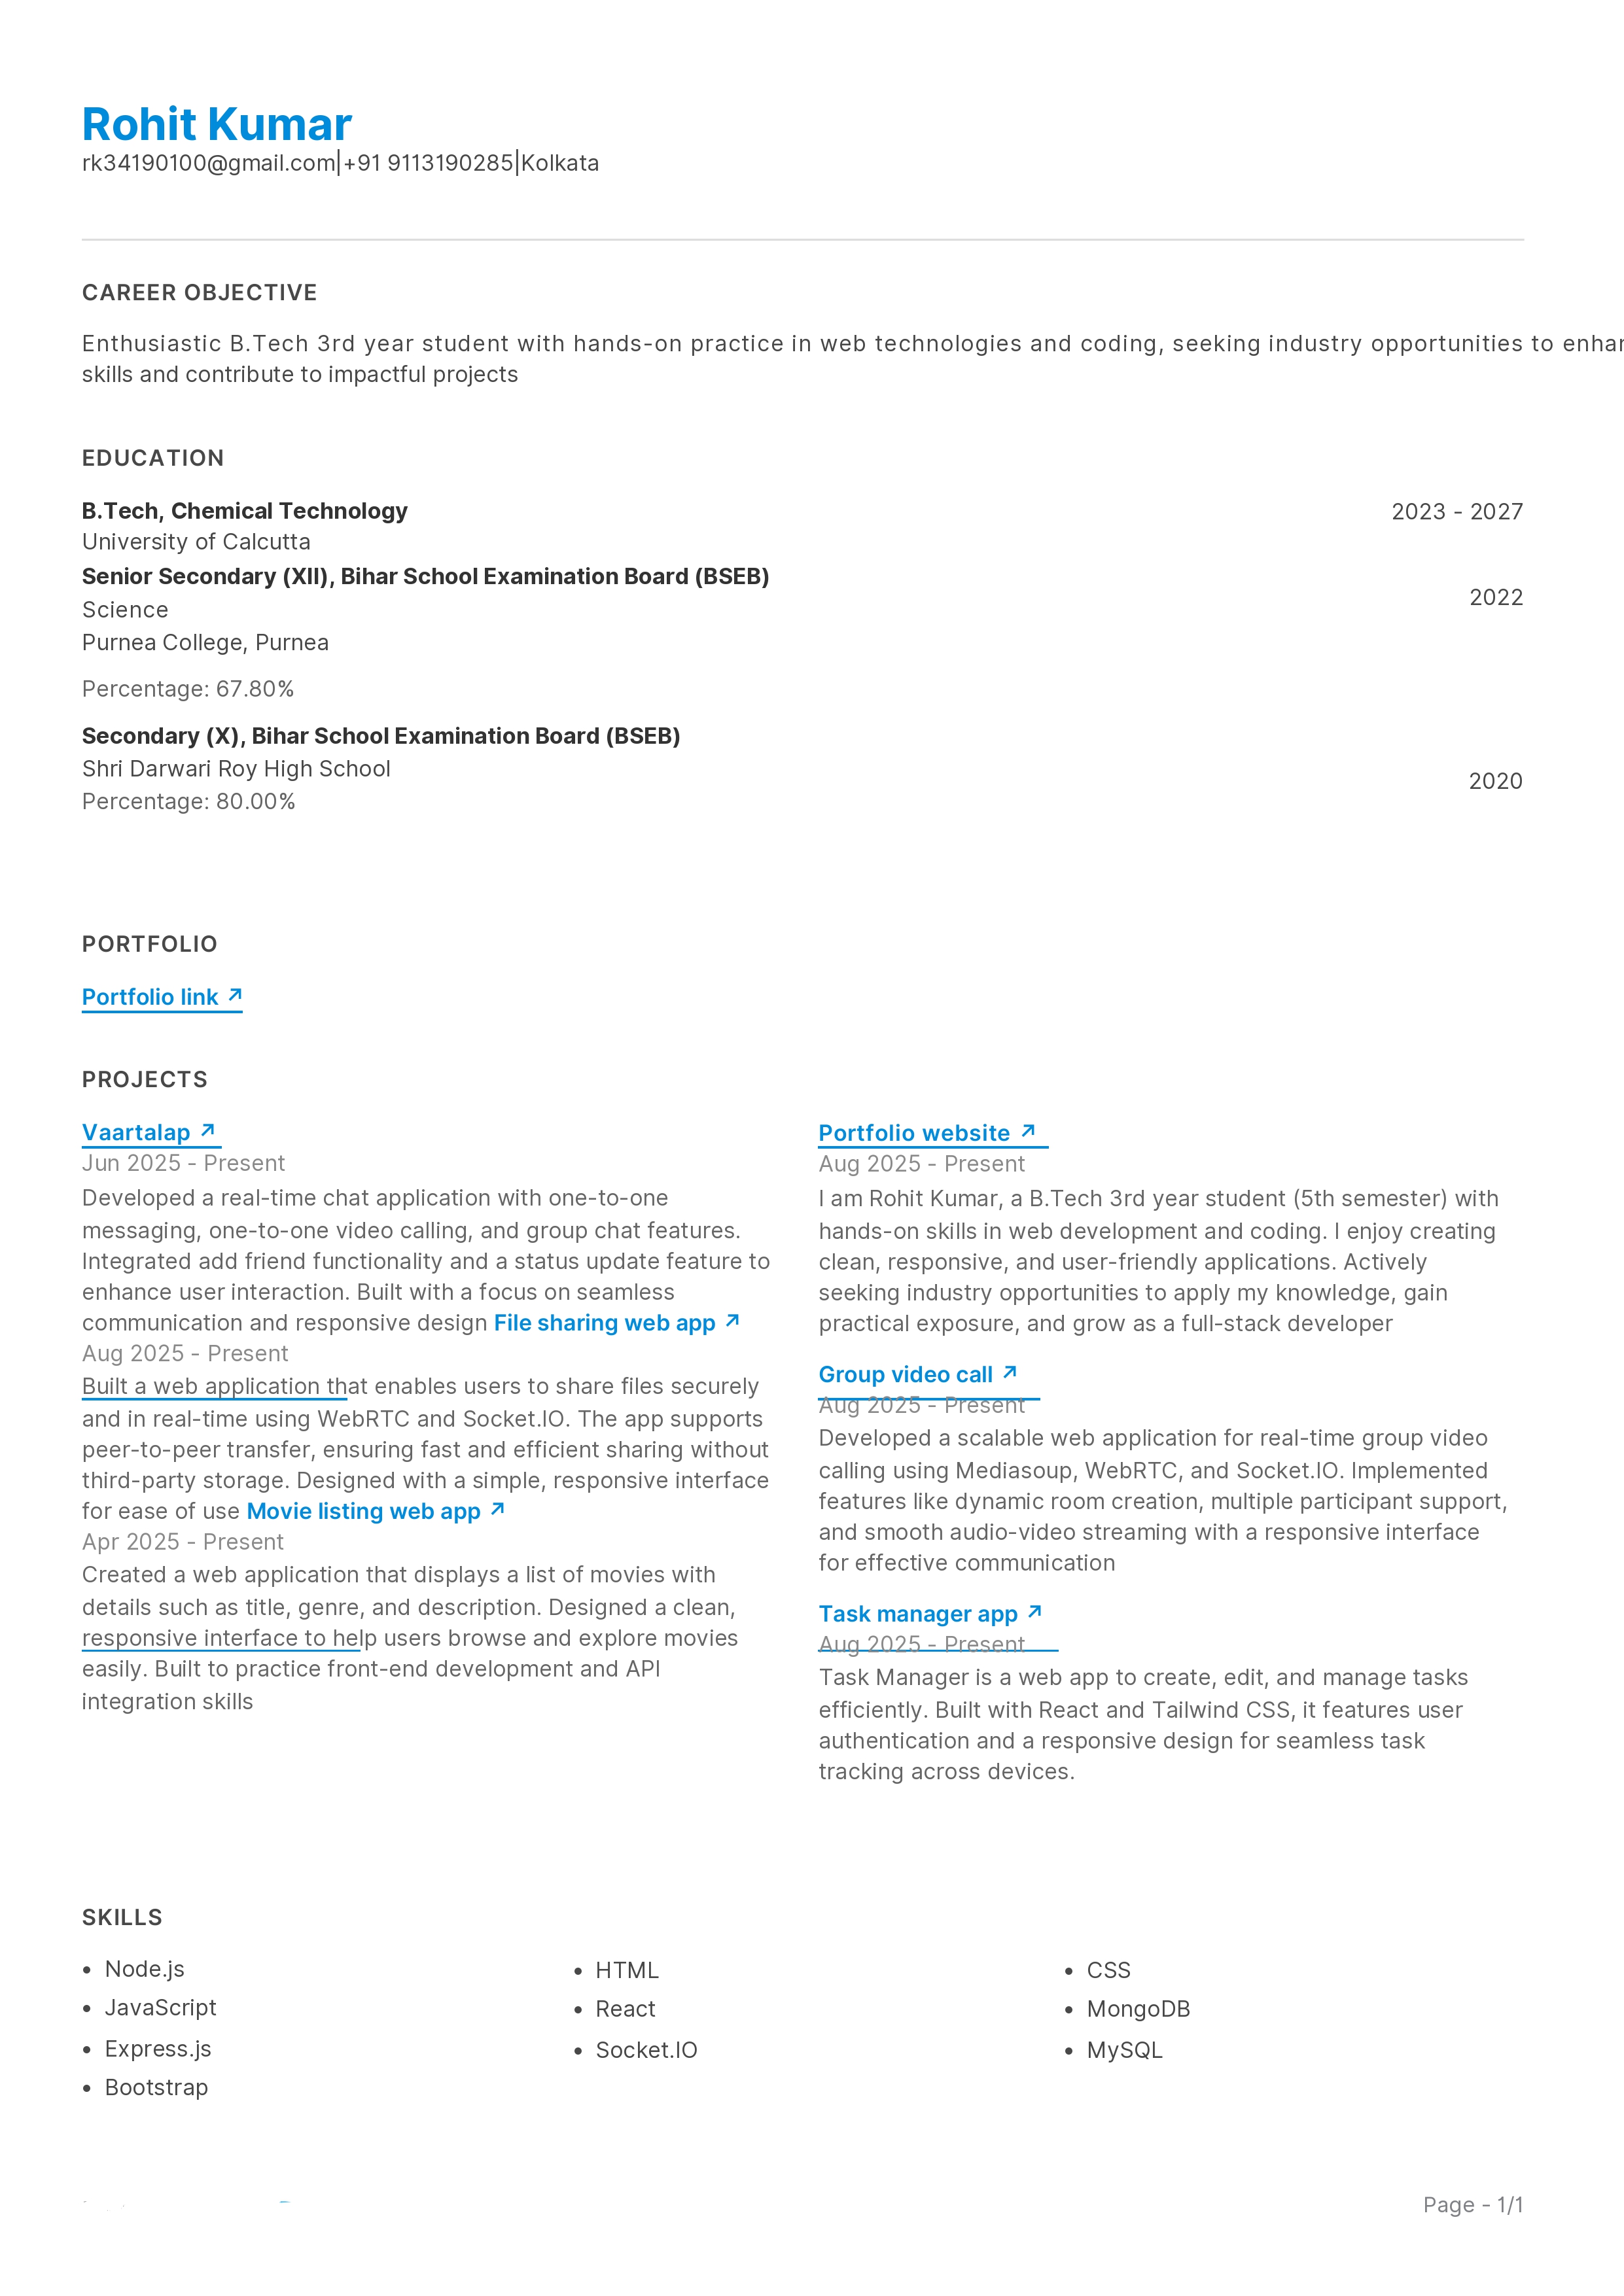 Rohit Kumar
rk34190100@gmail.com|+91 9113190285|Kolkata
CAREER OBJECTIVE
Enthusiastic B.Tech 3rd year student with hands-on practice in web technologies and coding, seeking industry opportunities to
skills and contribute to impactful projects
EDUCATION
B.Tech, Chemical Technology
2023 - 2027
University of Calcutta
Senior Secondary (XII), Bihar School Examination Board (BSEB)
2022
Science
Purnea College, Purnea
Percentage: 67.80%
Secondary (X), Bihar School Examination Board (BSEB)
Shri Darwari Roy High School
2020
Percentage: 80.00%
PORTFOLIO
Portfolio link ↗
PROJECTS
Vaartalap ↗
Jun 2025 - Present
Developed a real-time chat application with one-to-one
messaging, one-to-one video calling, and group chat features.
Integrated add friend functionality and a status update feature to
enhance user interaction. Built with a focus on seamless
communication and responsive design File sharing web app ↗
Aug 2025 - Present
Built a web application that enables users to share files securely
and in real-time using WebRTC and Socket.IO. The app supports
peer-to-peer transfer, ensuring fast and efficient sharing without
third-party storage. Designed with a simple, responsive interface
for ease of use Movie listing web app ↗
Apr 2025 - Present
Created a web application that displays a list of movies with
details such as title, genre, and description. Designed a clean,
responsive interface to help users browse and explore movies
easily. Built to practice front-end development and API
integration skills
Portfolio website ↗
Aug 2025 - Present
I am Rohit Kumar, a B.Tech 3rd year student (5th semester) with
hands-on skills in web development and coding. I enjoy creating
clean, responsive, and user-friendly applications. Actively
seeking industry opportunities to apply my knowledge, gain
practical exposure, and grow as a full-stack developer
Group video call ↗
Aug 2025 - Present
Developed a scalable web application for real-time group video
calling using Mediasoup, WebRTC, and Socket.IO. Implemented
features like dynamic room creation, multiple participant support,
and smooth audio-video streaming with a responsive interface
for effective communication
Task manager app ↗
Aug 2025 - Present
Task Manager is a web app to create, edit, and manage tasks
efficiently. Built with React and Tailwind CSS, it features user
authentication and a responsive design for seamless task
tracking across devices.
SKILLS
• Node.js
• HTML
• CSS
• JavaScript
• React
• MongoDB
• Express.js
• Socket.IO
• MySQL
• Bootstrap
Page - 1/1